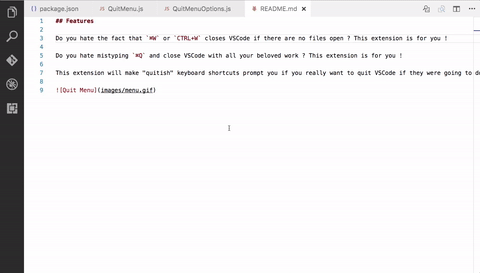 package.json QuitMenu.js QuitMenuOptions.js README.md ×
1 ## Features
2
3 Do you hate the fact that `⌘W` or `CTRL+W` closes VSCode if there are no files open ? This extension is for you !
4
5 Do you hate mistyping `⌘Q` and close VSCode with all your beloved work ? This extension is for you !
6
7 This extension will make "quitish" keyboard shortcuts prompt you if you really want to quit VSCode if they were going to
8
9 ![Quit Menu](images/menu.gif)